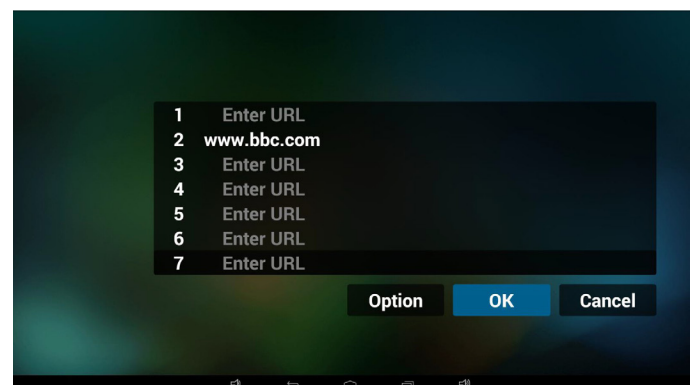 1 Enter URL
2 www.bbc.com
3 Enter URL
4 Enter URL
5 Enter URL
6 Enter URL
7 Enter URL
Option OK Cancel